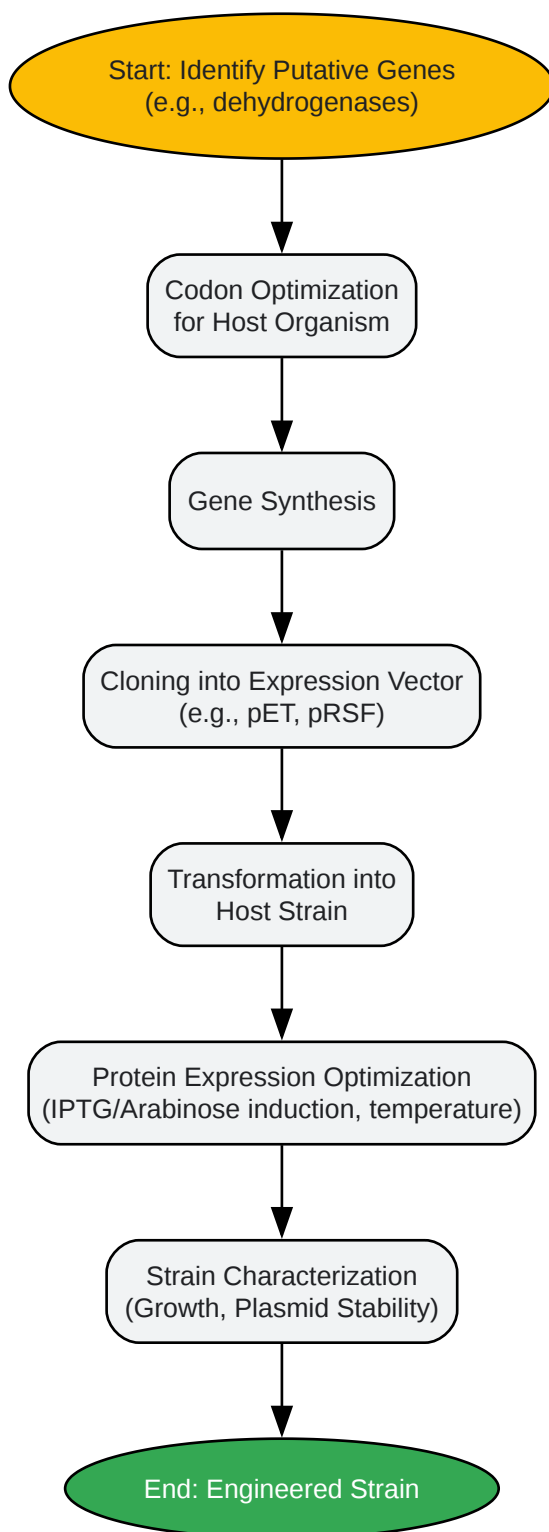 Start: Identify Putative Genes
(e.g., dehydrogenases)
Codon Optimization
for Host Organism
Gene Synthesis
Cloning into Expression Vector
(e.g., pET, pRSF)
Transformation into
Host Strain
Protein Expression Optimization
(IPTG/Arabinose induction, temperature)
Strain Characterization
(Growth, Plasmid Stability)
End: Engineered Strain